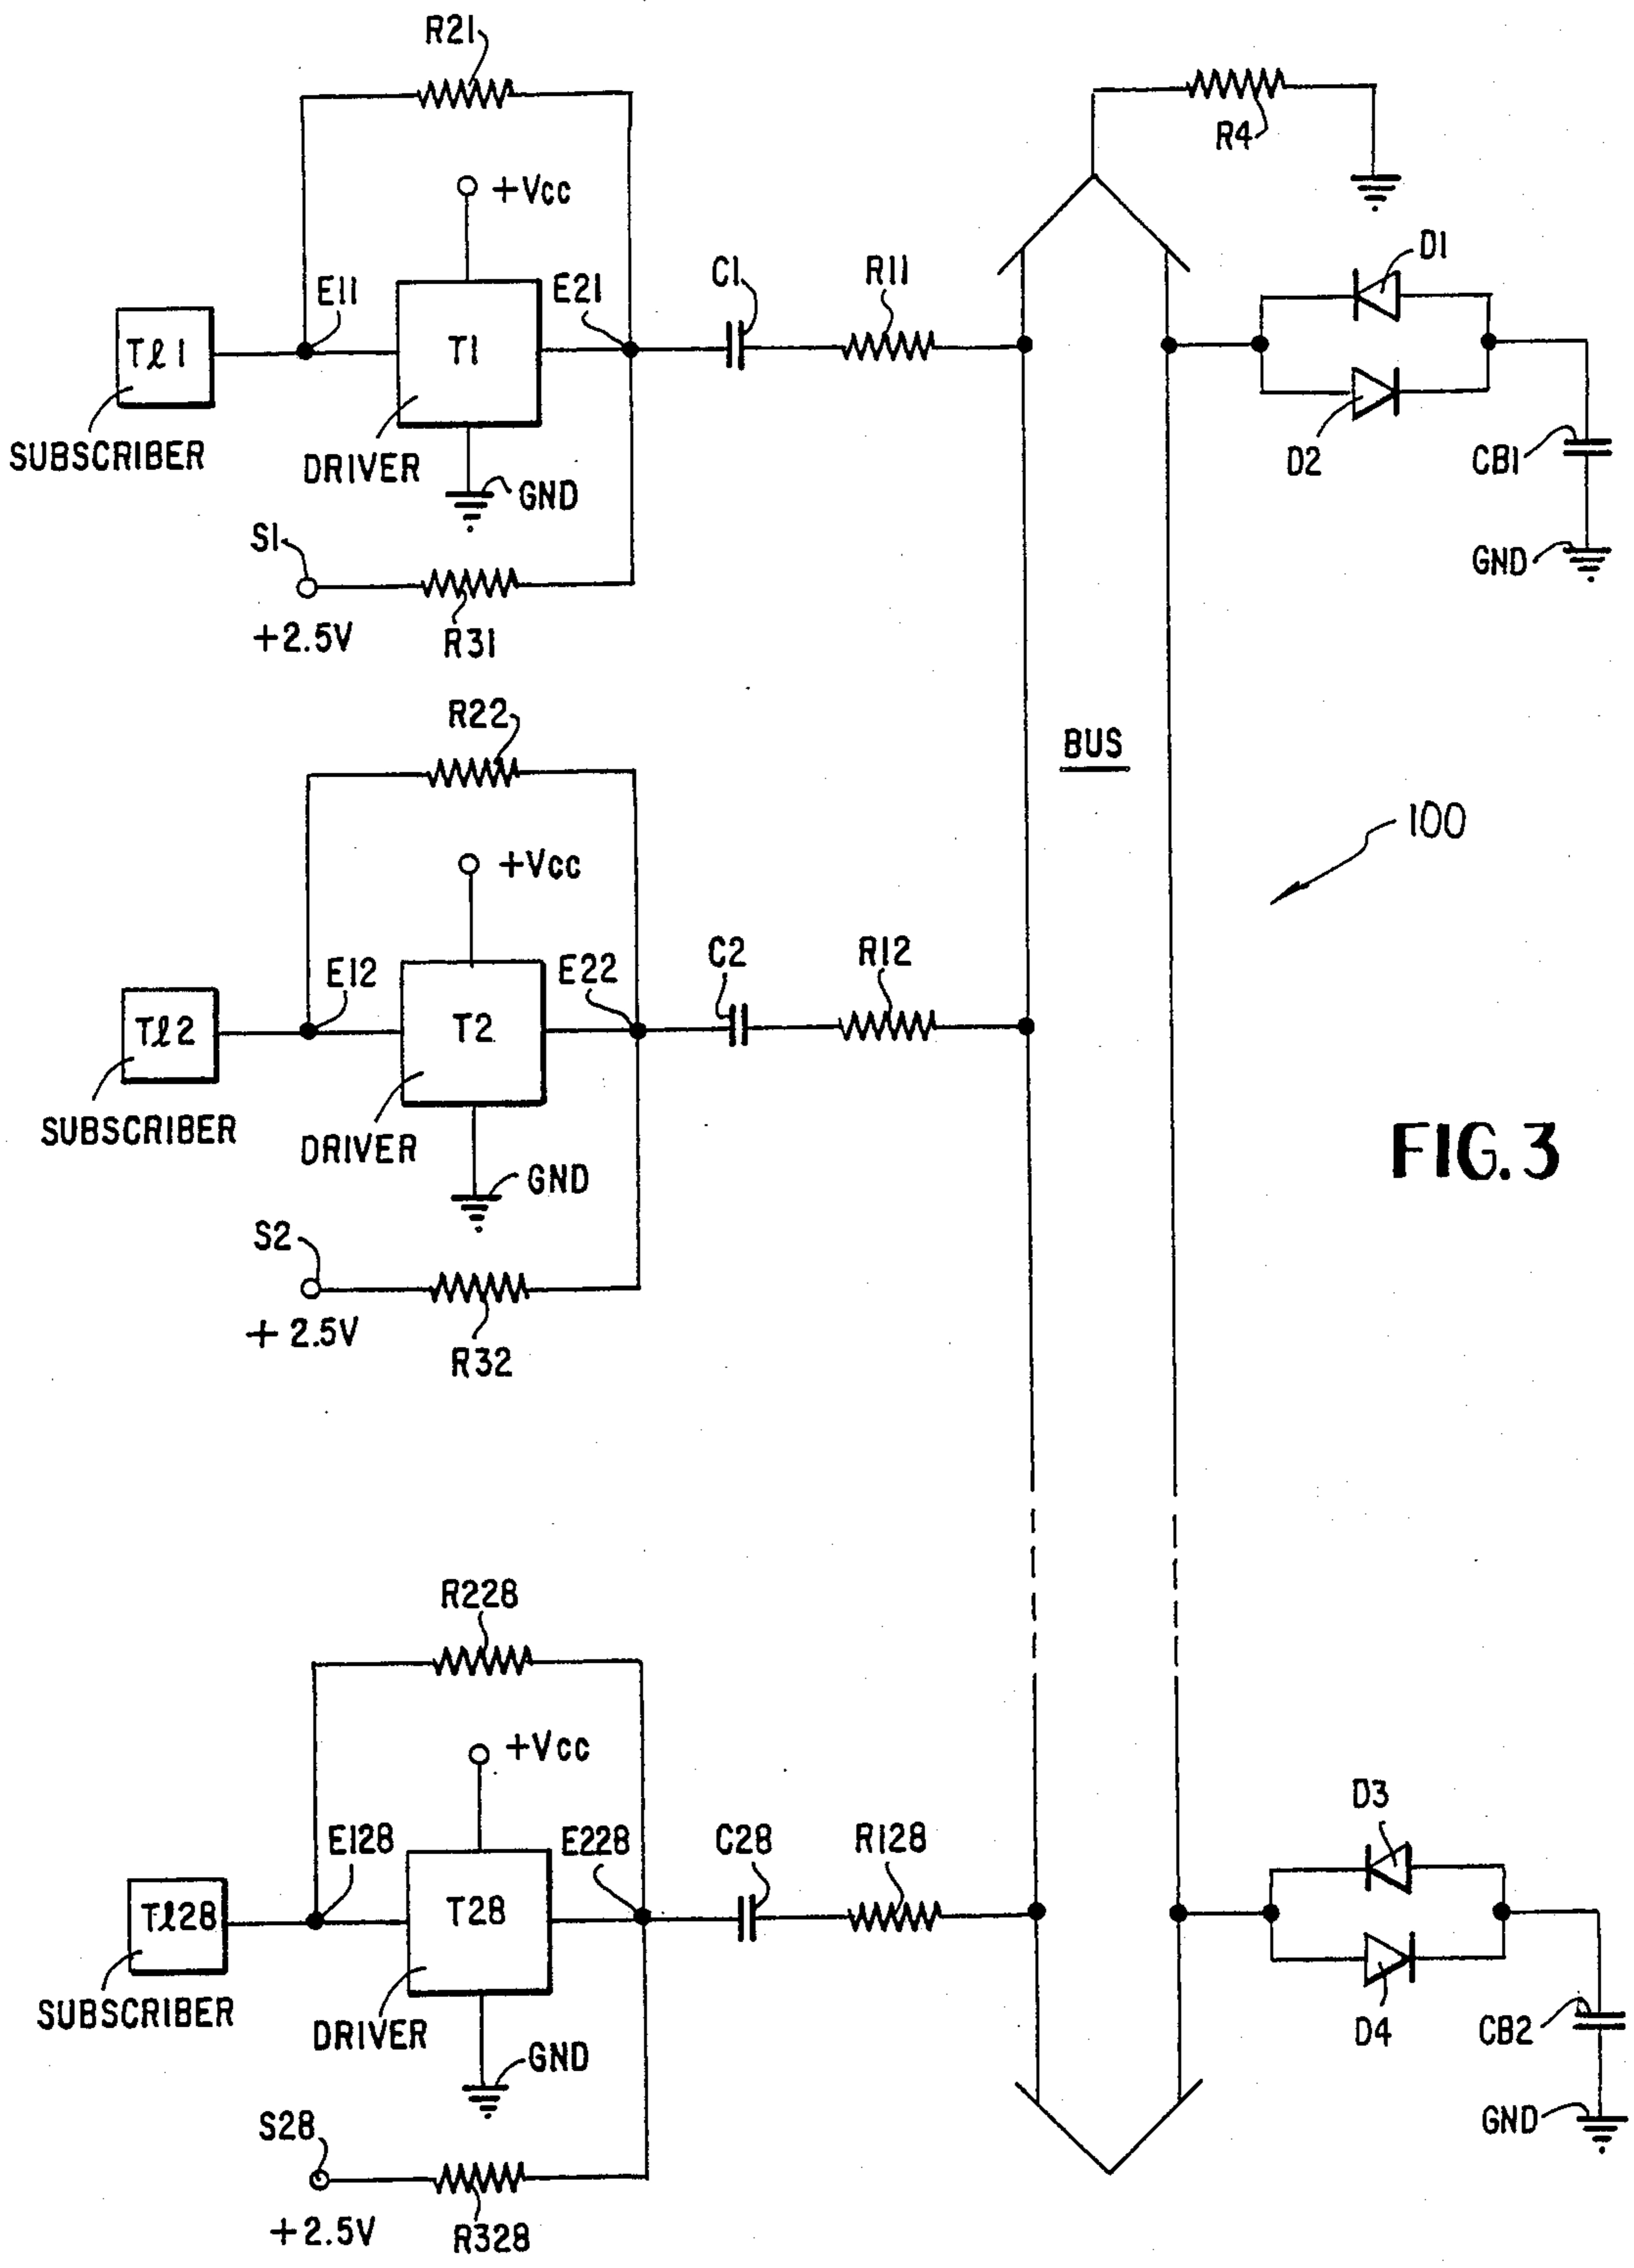 R21
R4
+Vcc
D1
C1
R11
E11
E21
Tℓ1
T1
SUBSCRIBER
DRIVER
D2
CB1
GND
S1
GND
+2.5V
R31
R22
BUS
100
+Vcc
C2
R12
E12
E22
Tℓ2
T2
SUBSCRIBER
DRIVER
FIG. 3
GND
S2
+2.5V
R32
R228
+Vcc
D3
E128
E228
C28
R128
Tℓ28
T28
SUBSCRIBER
DRIVER
D4
CB2
GND
S28
GND
+2.5V
R328